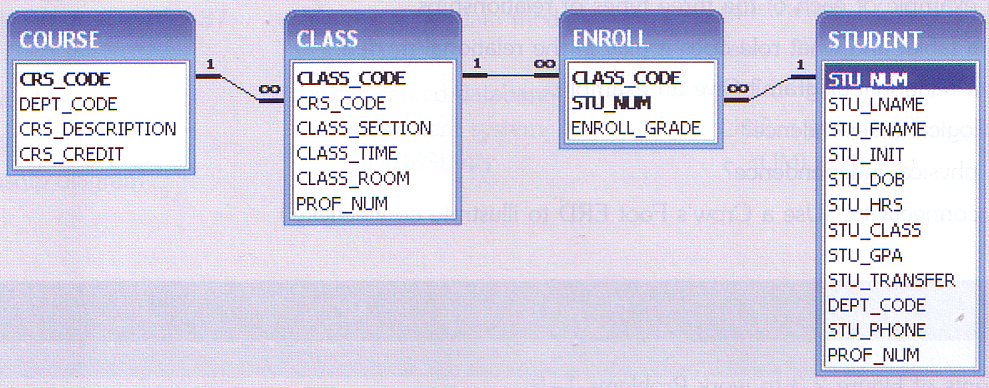 COURSE
CRS_CODE
DEPT_CODE
CRS_DESCRIPTION
CRS_CREDIT
1
∞
CLASS
CLASS_CODE
CRS_CODE
CLASS_SECTION
CLASS_TIME
CLASS_ROOM
PROF_NUM
1
∞
ENROLL
CLASS_CODE
STU_NUM
ENROLL_GRADE
∞
1
STUDENT
STU_NUM
STU_LNAME
STU_FNAME
STU_INIT
STU_DOB
STU_HRS
STU_CLASS
STU_GPA
STU_TRANSFER
DEPT_CODE
STU_PHONE
PROF_NUM